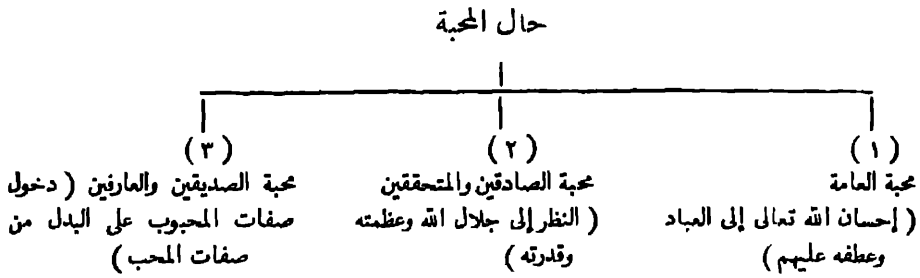 حال المحبة
( ١ )
محبة العامة
( إحسان الله تعالى إلى العباد
وعطفه عليهم )
( ٢ )
محبة الصادقين والمتحققين
( النظر إلى جلال الله وعظمته
وقدرته )
( ٣ )
محبة الصديقين والعارفين ( دخول
صفات المحبوب على البدل من
صفات المحب )